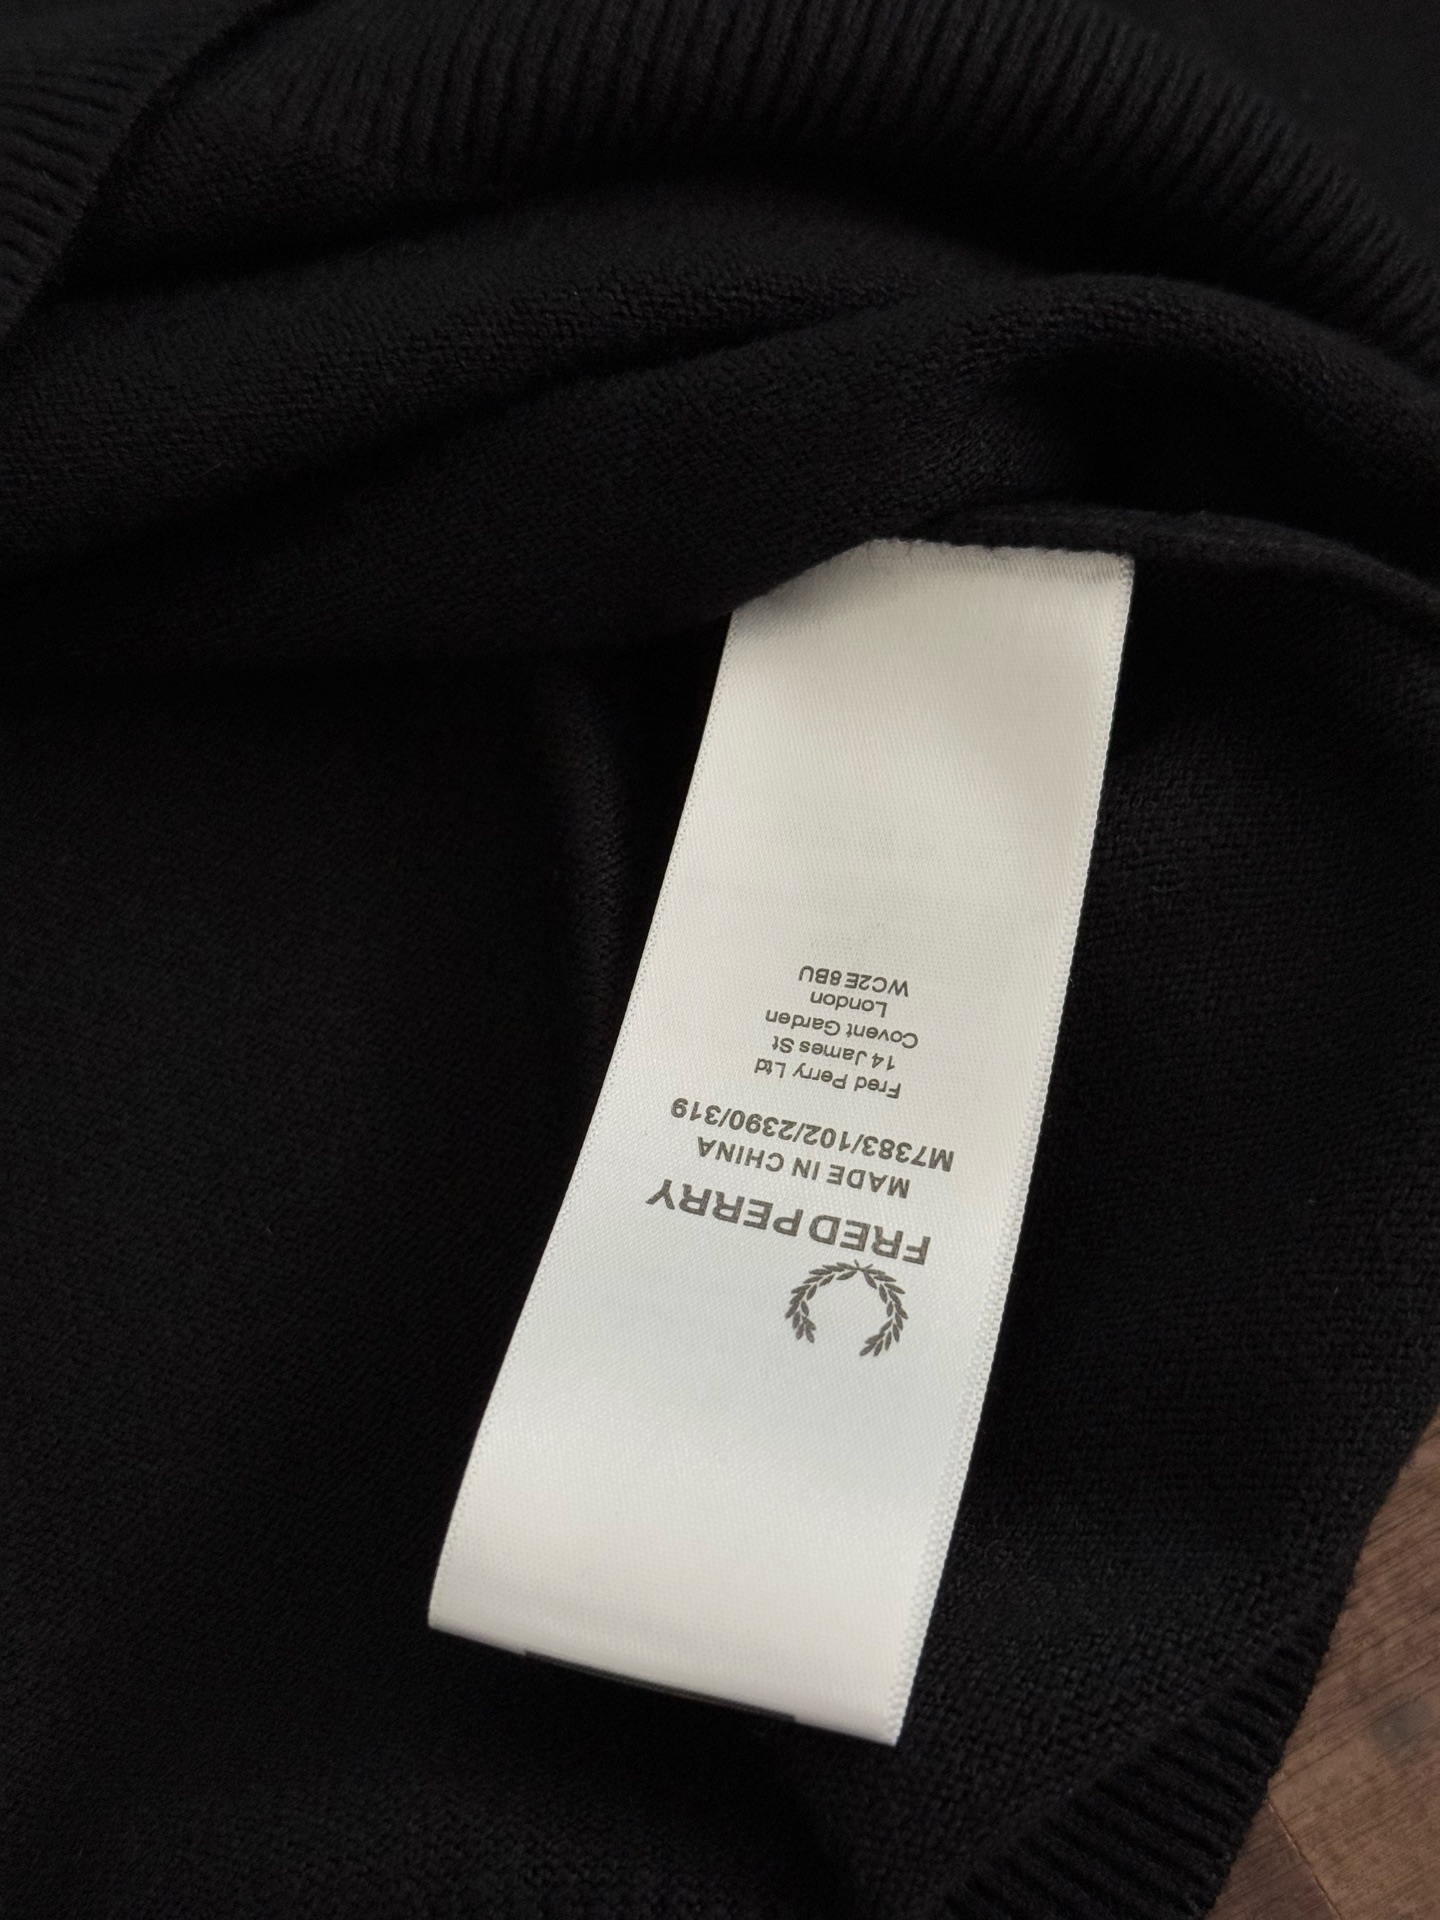 FRED PERRY
MADE IN CHINA
M7383/102/2390/319
Fred Perry Ltd
14 James St
Covent Garden
London
WC2E 8BU